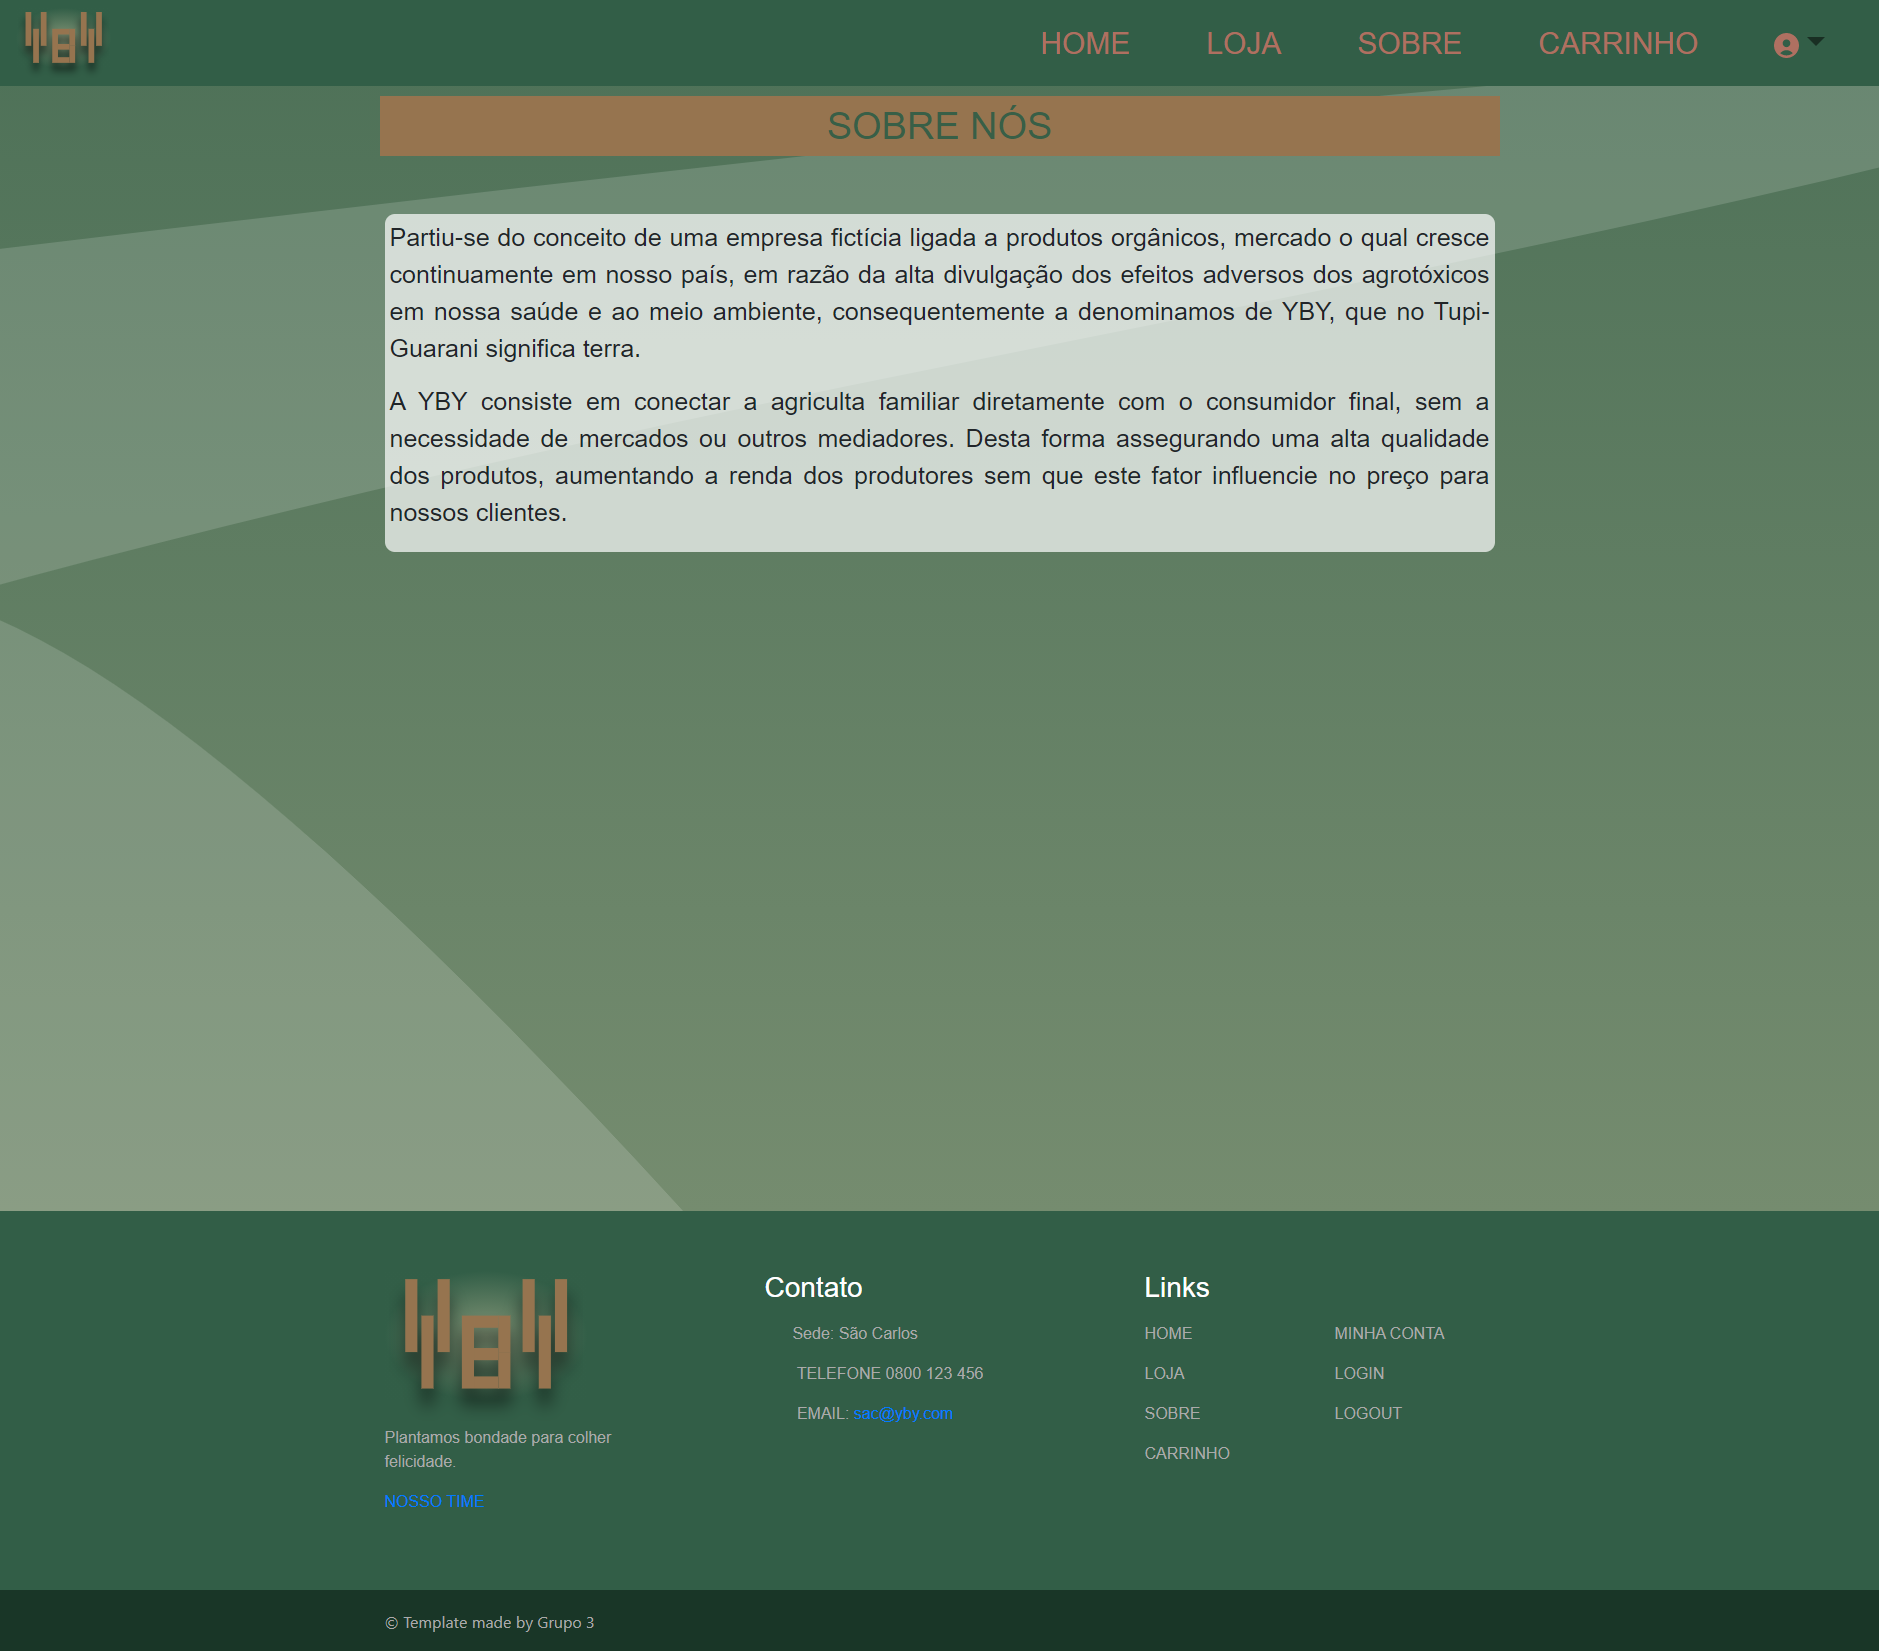 YBY
HOME LOJA SOBRE CARRINHO
SOBRE NÓS
Partiu-se do conceito de uma empresa fictícia ligada a produtos orgânicos, mercado o qual cresce
continuamente em nosso país, em razão da alta divulgação dos efeitos adversos dos agrotóxicos
em nossa saúde e ao meio ambiente, consequentemente a denominamos de YBY, que no Tupi-
Guarani significa terra.
A YBY consiste em conectar a agriculta familiar diretamente com o consumidor final, sem a
necessidade de mercados ou outros mediadores. Desta forma assegurando uma alta qualidade
dos produtos, aumentando a renda dos produtores sem que este fator influencie no preço para
nossos clientes.
YBY
Plantamos bondade para colher
felicidade.
NOSSO TIME
Contato
Sede: São Carlos
TELEFONE 0800 123 456
EMAIL: sac@yby.com
Links
HOME
LOJA
SOBRE
CARRINHO
MINHA CONTA
LOGIN
LOGOUT
© Template made by Grupo 3